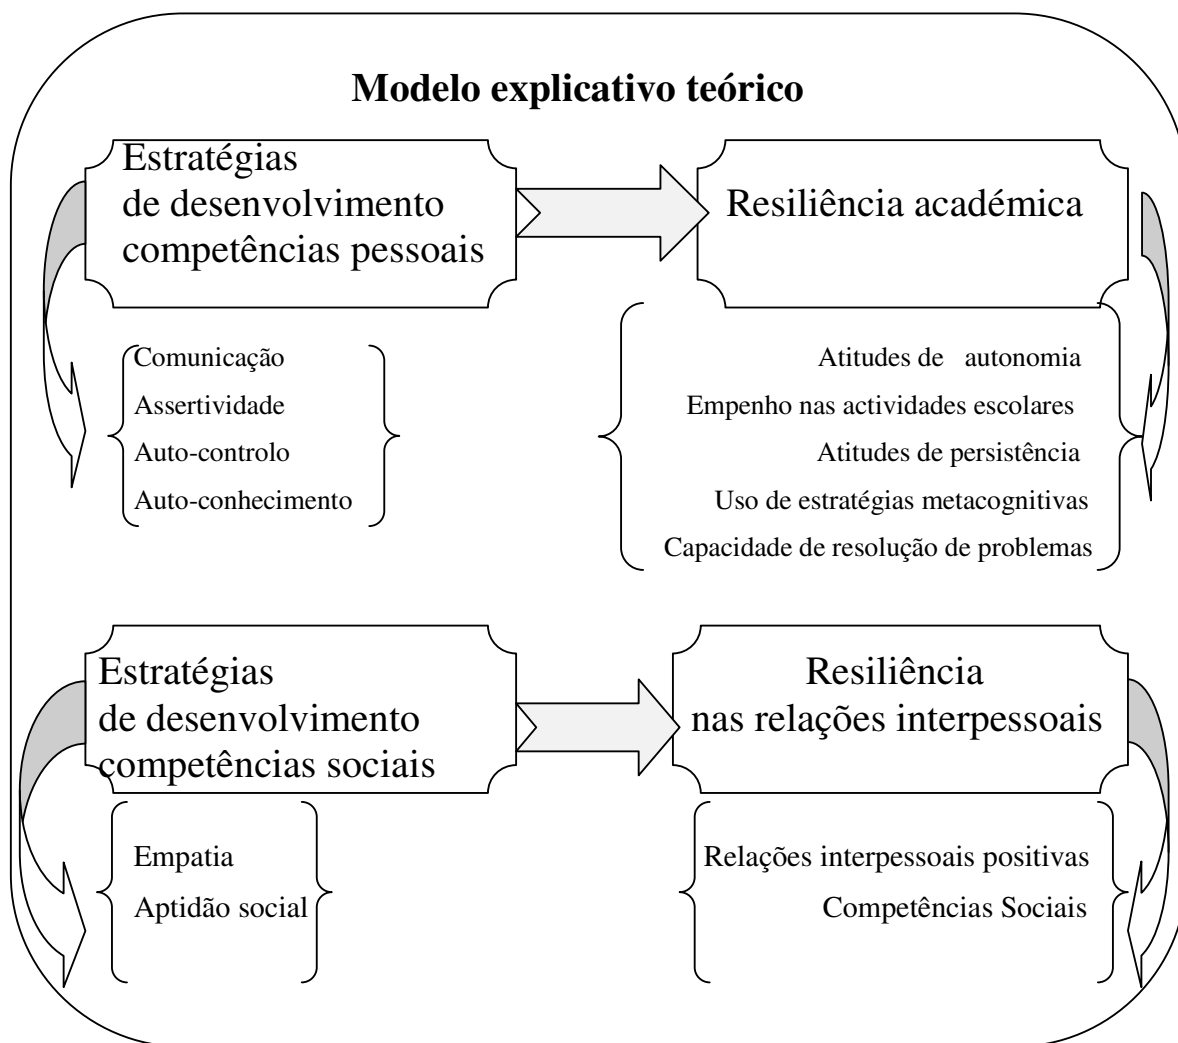 Modelo explicativo teórico
Estratégias
de desenvolvimento
competências pessoais
Resiliência académica
Comunicação
Assertividade
Auto-controlo
Auto-conhecimento
Atitudes de autonomia
Empenho nas actividades escolares
Atitudes de persistência
Uso de estratégias metacognitivas
Capacidade de resolução de problemas
Estratégias
de desenvolvimento
competências sociais
Resiliência
nas relações interpessoais
Empatia
Aptidão social
Relações interpessoais positivas
Competências Sociais